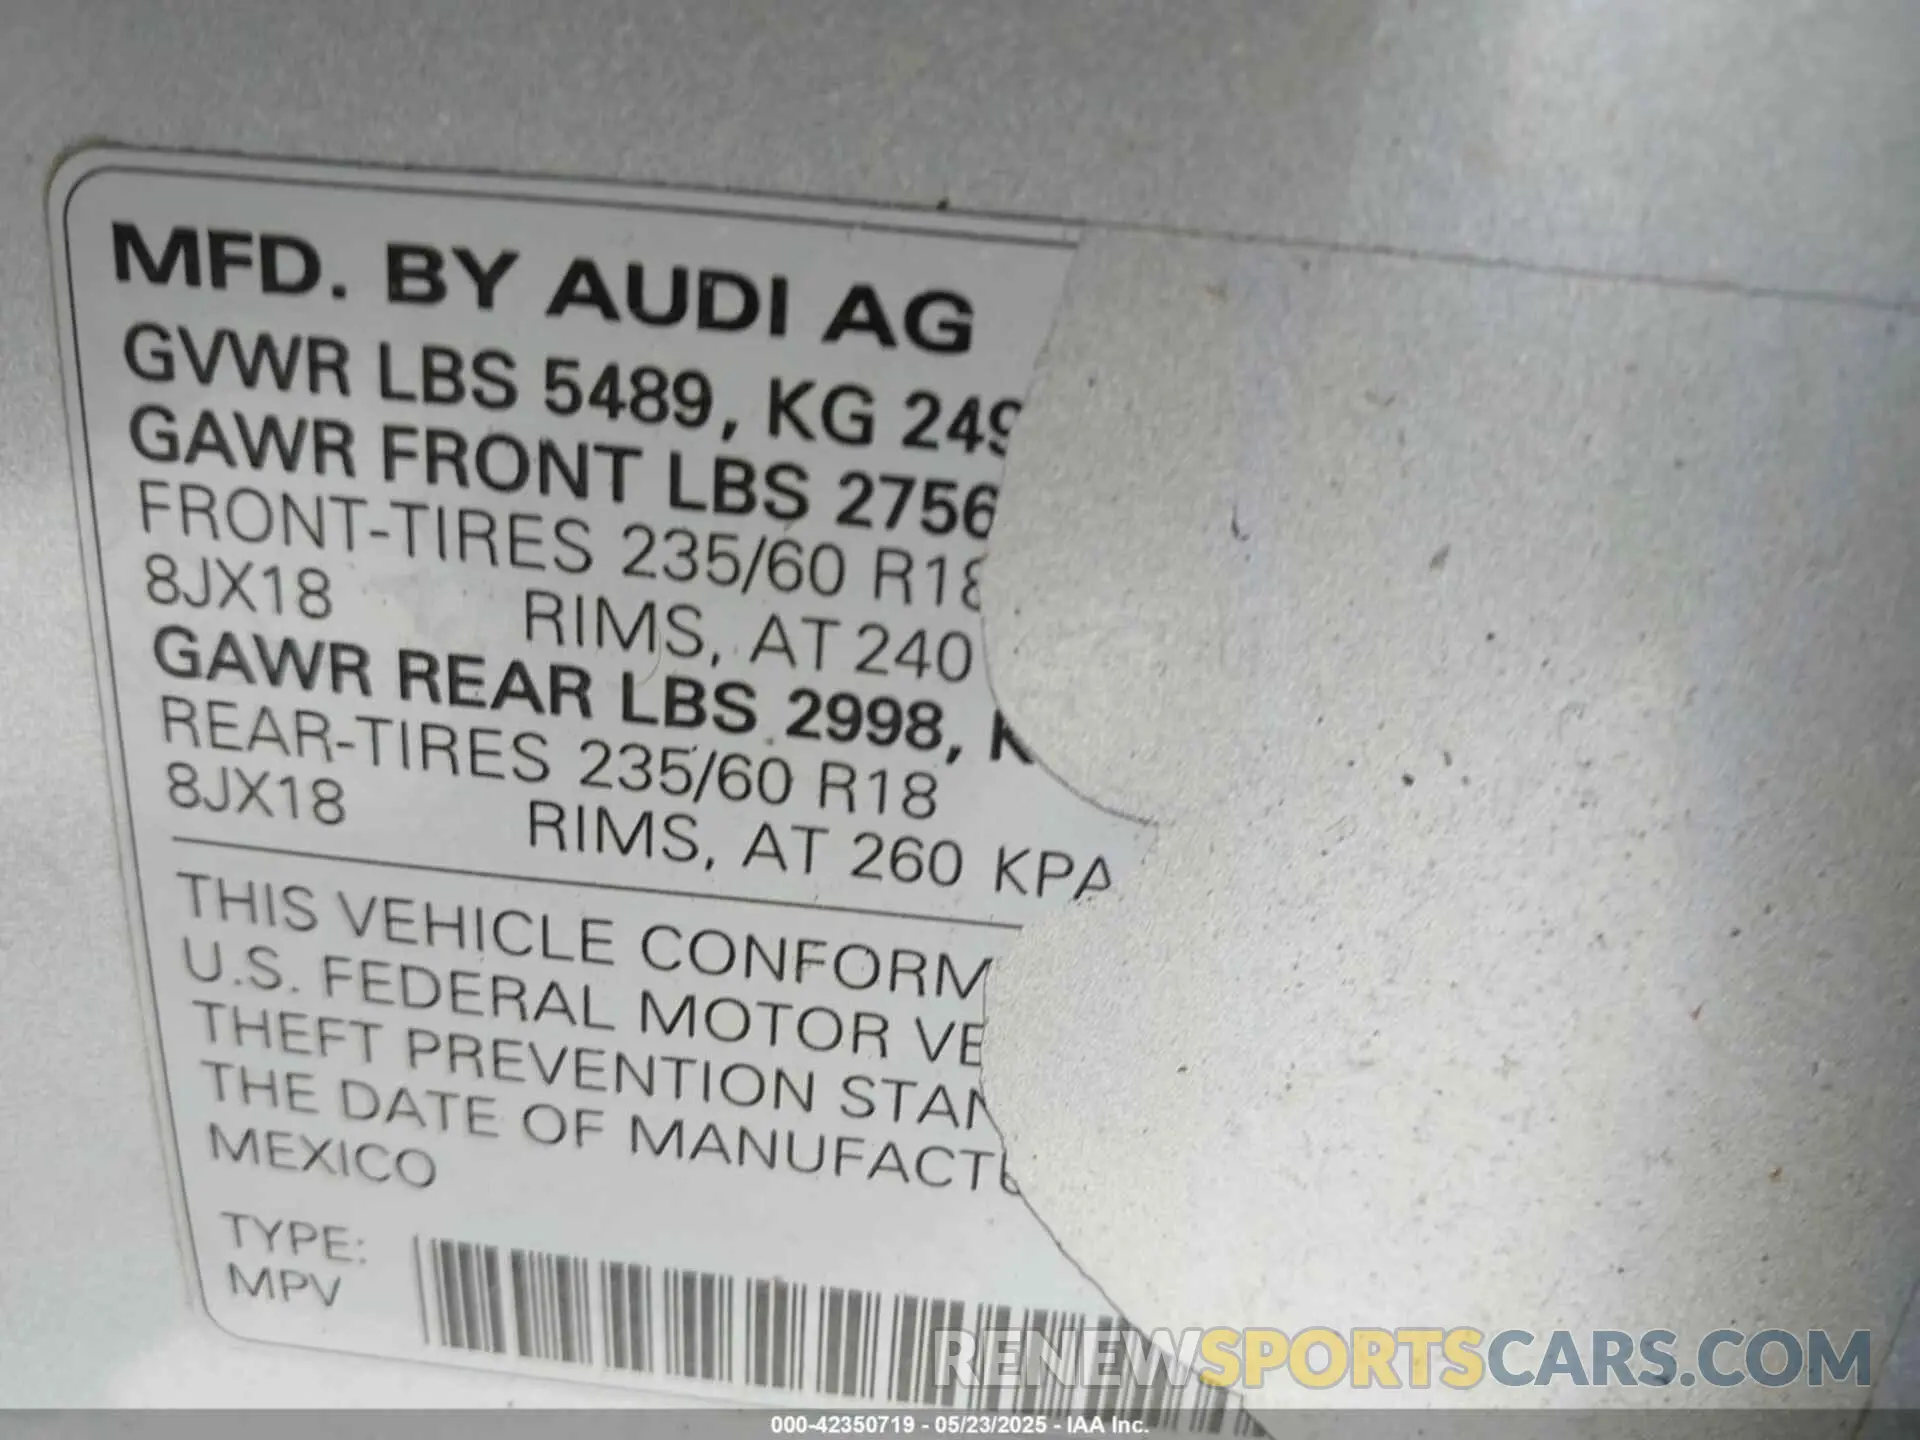 MFD. BY AUDI AG
GVWR LBS 5489, KG 249
GAWR FRONT LBS 2756
FRONT-TIRES 235/60 R18
8JX18 RIMS, AT 240
GAWR REAR LBS 2998, K
REAR-TIRES 235/60 R18
8JX18 RIMS, AT 260 KPA
THIS VEHICLE CONFORM
U.S. FEDERAL MOTOR VE
THEFT PREVENTION STAN
THE DATE OF MANUFACTU
MEXICO
TYPE:
MPV
RENEWSPORTSCARS.COM
000-42350719 - 05/23/2025 - IAA Inc.